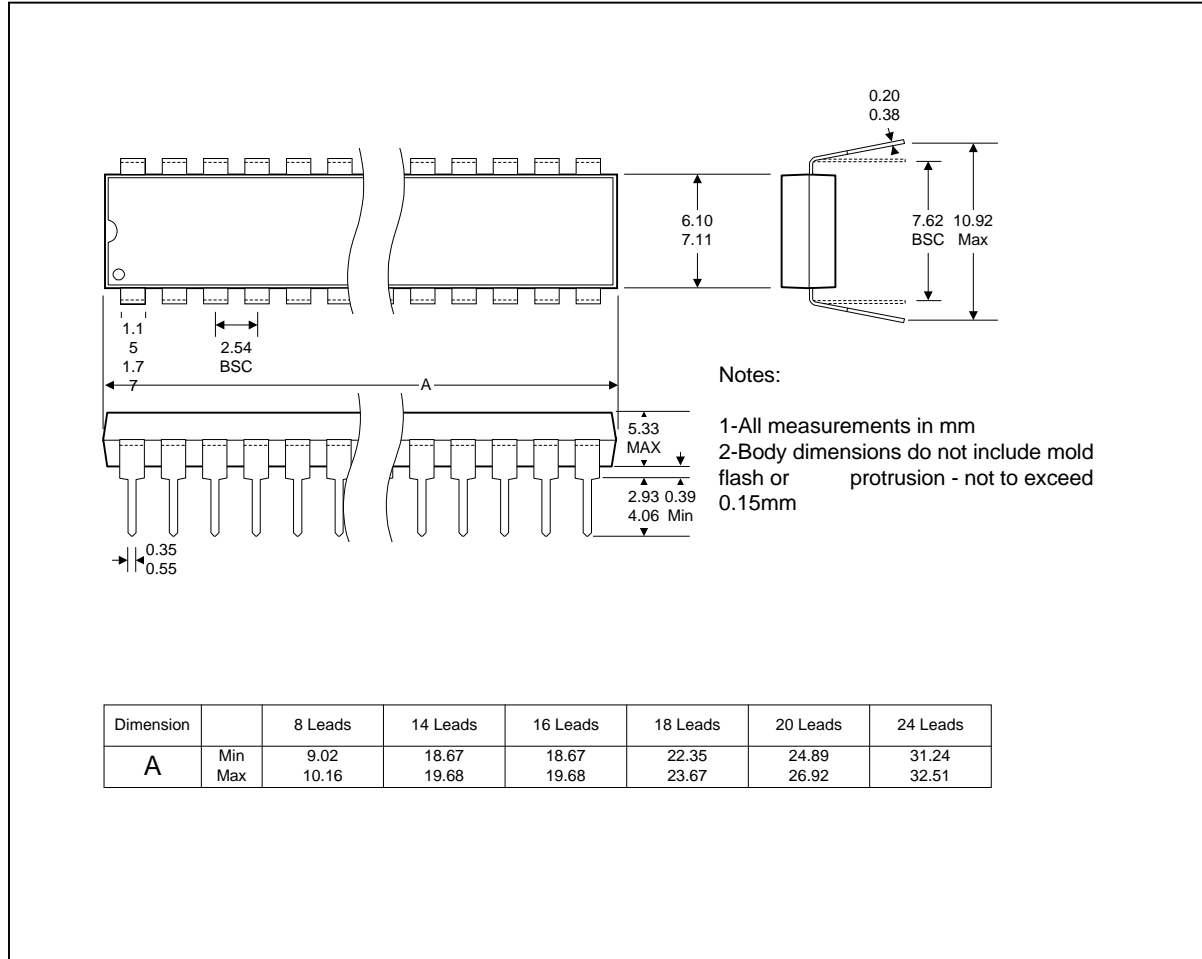 0.20
0.38
6.10
7.11
7.62
BSC
10.92
Max
1.1
5
1.7
7
2.54
BSC
A
5.33
MAX
2.93
4.06
0.39
Min
0.35
0.55
Notes:
1-All measurements in mm
2-Body dimensions do not include mold
flash or protrusion - not to exceed
0.15mm
Dimension 8 Leads 14 Leads 16 Leads 18 Leads 20 Leads 24 Leads
A Min 9.02 18.67 18.67 22.35 24.89 31.24
Max 10.16 19.68 19.68 23.67 26.92 32.51